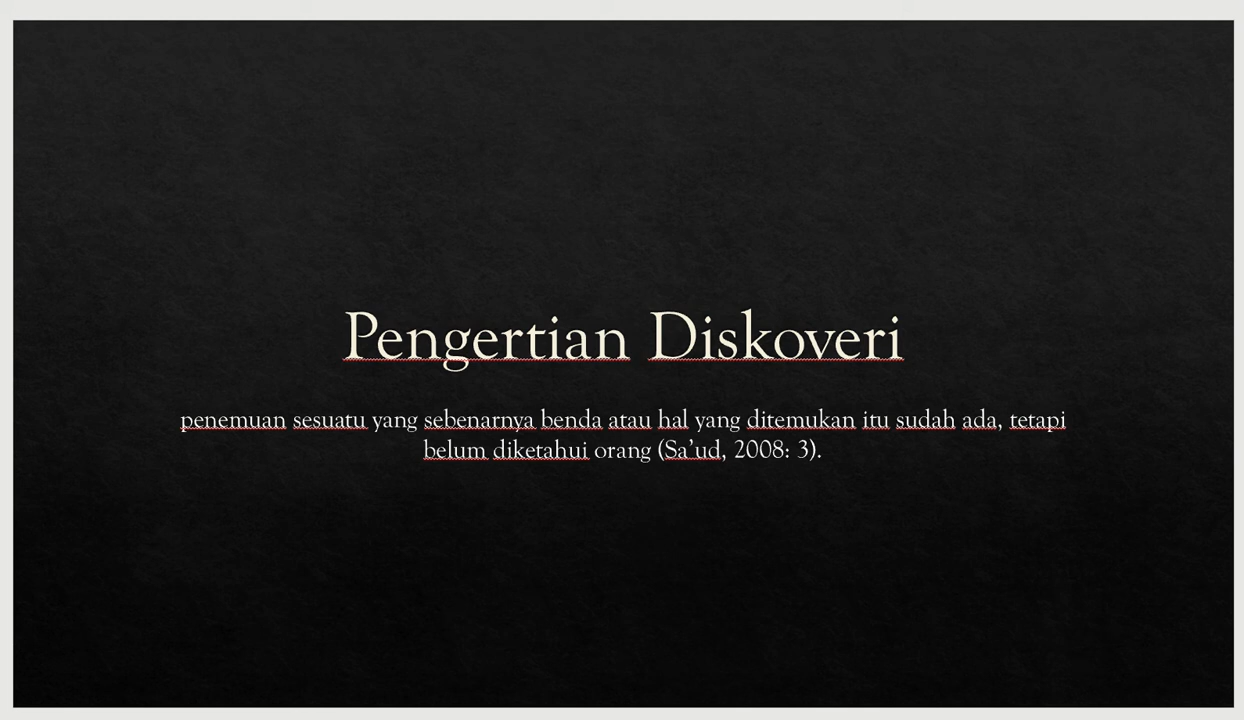 Pengertian Diskoveri
penemuan sesuatu yang sebenarnya benda atau hal yang ditemukan itu sudah ada, tetapi
belum diketahui orang (Sa’ud, 2008: 3).